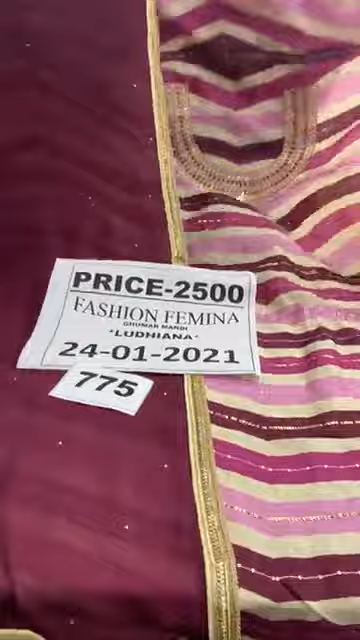 PRICE-2500
FASHION FEMINA
GHUMAR MANDI
*LUDHIANA*
24-01-2021
775